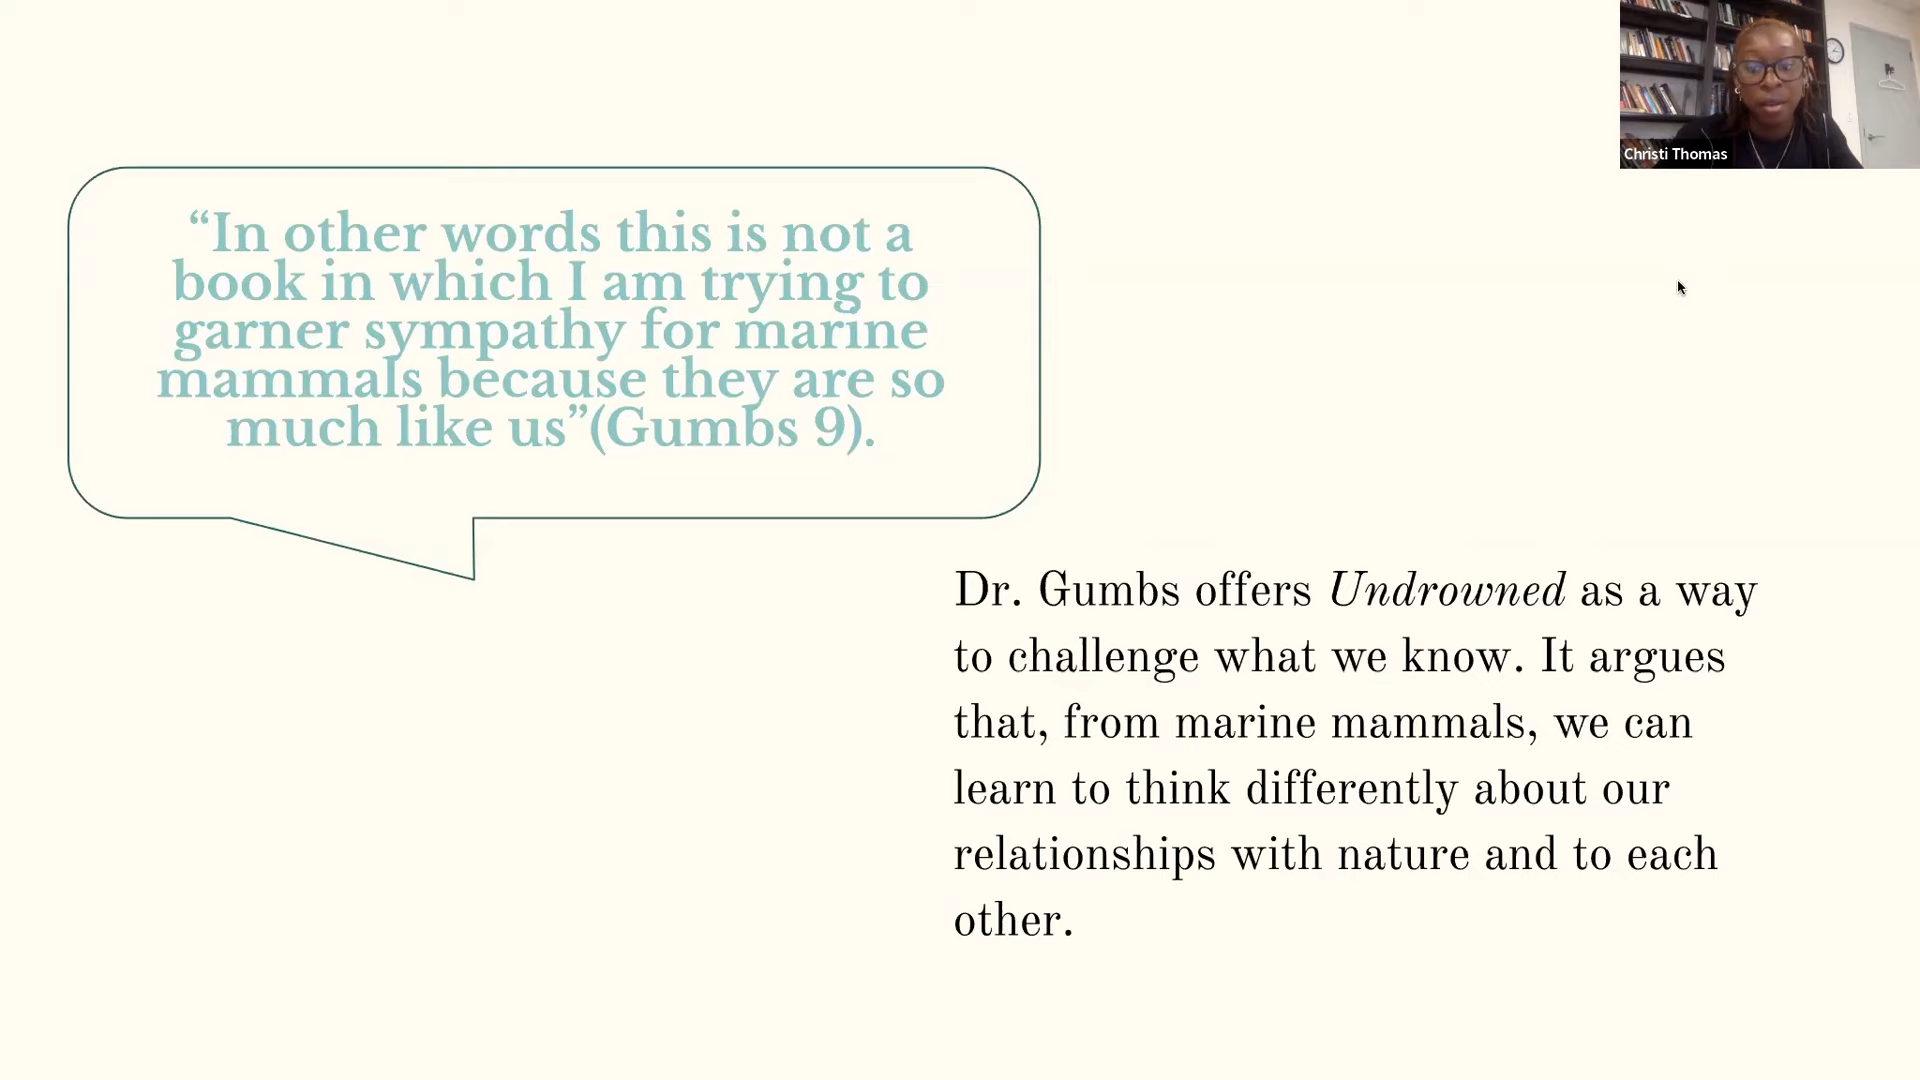 Christi Thomas
“In other words this is not a
book in which I am trying to
garner sympathy for marine
mammals because they are so
much like us”(Gumbs 9).
Dr. Gumbs offers Undrowned as a way
to challenge what we know. It argues
that, from marine mammals, we can
learn to think differently about our
relationships with nature and to each
other.